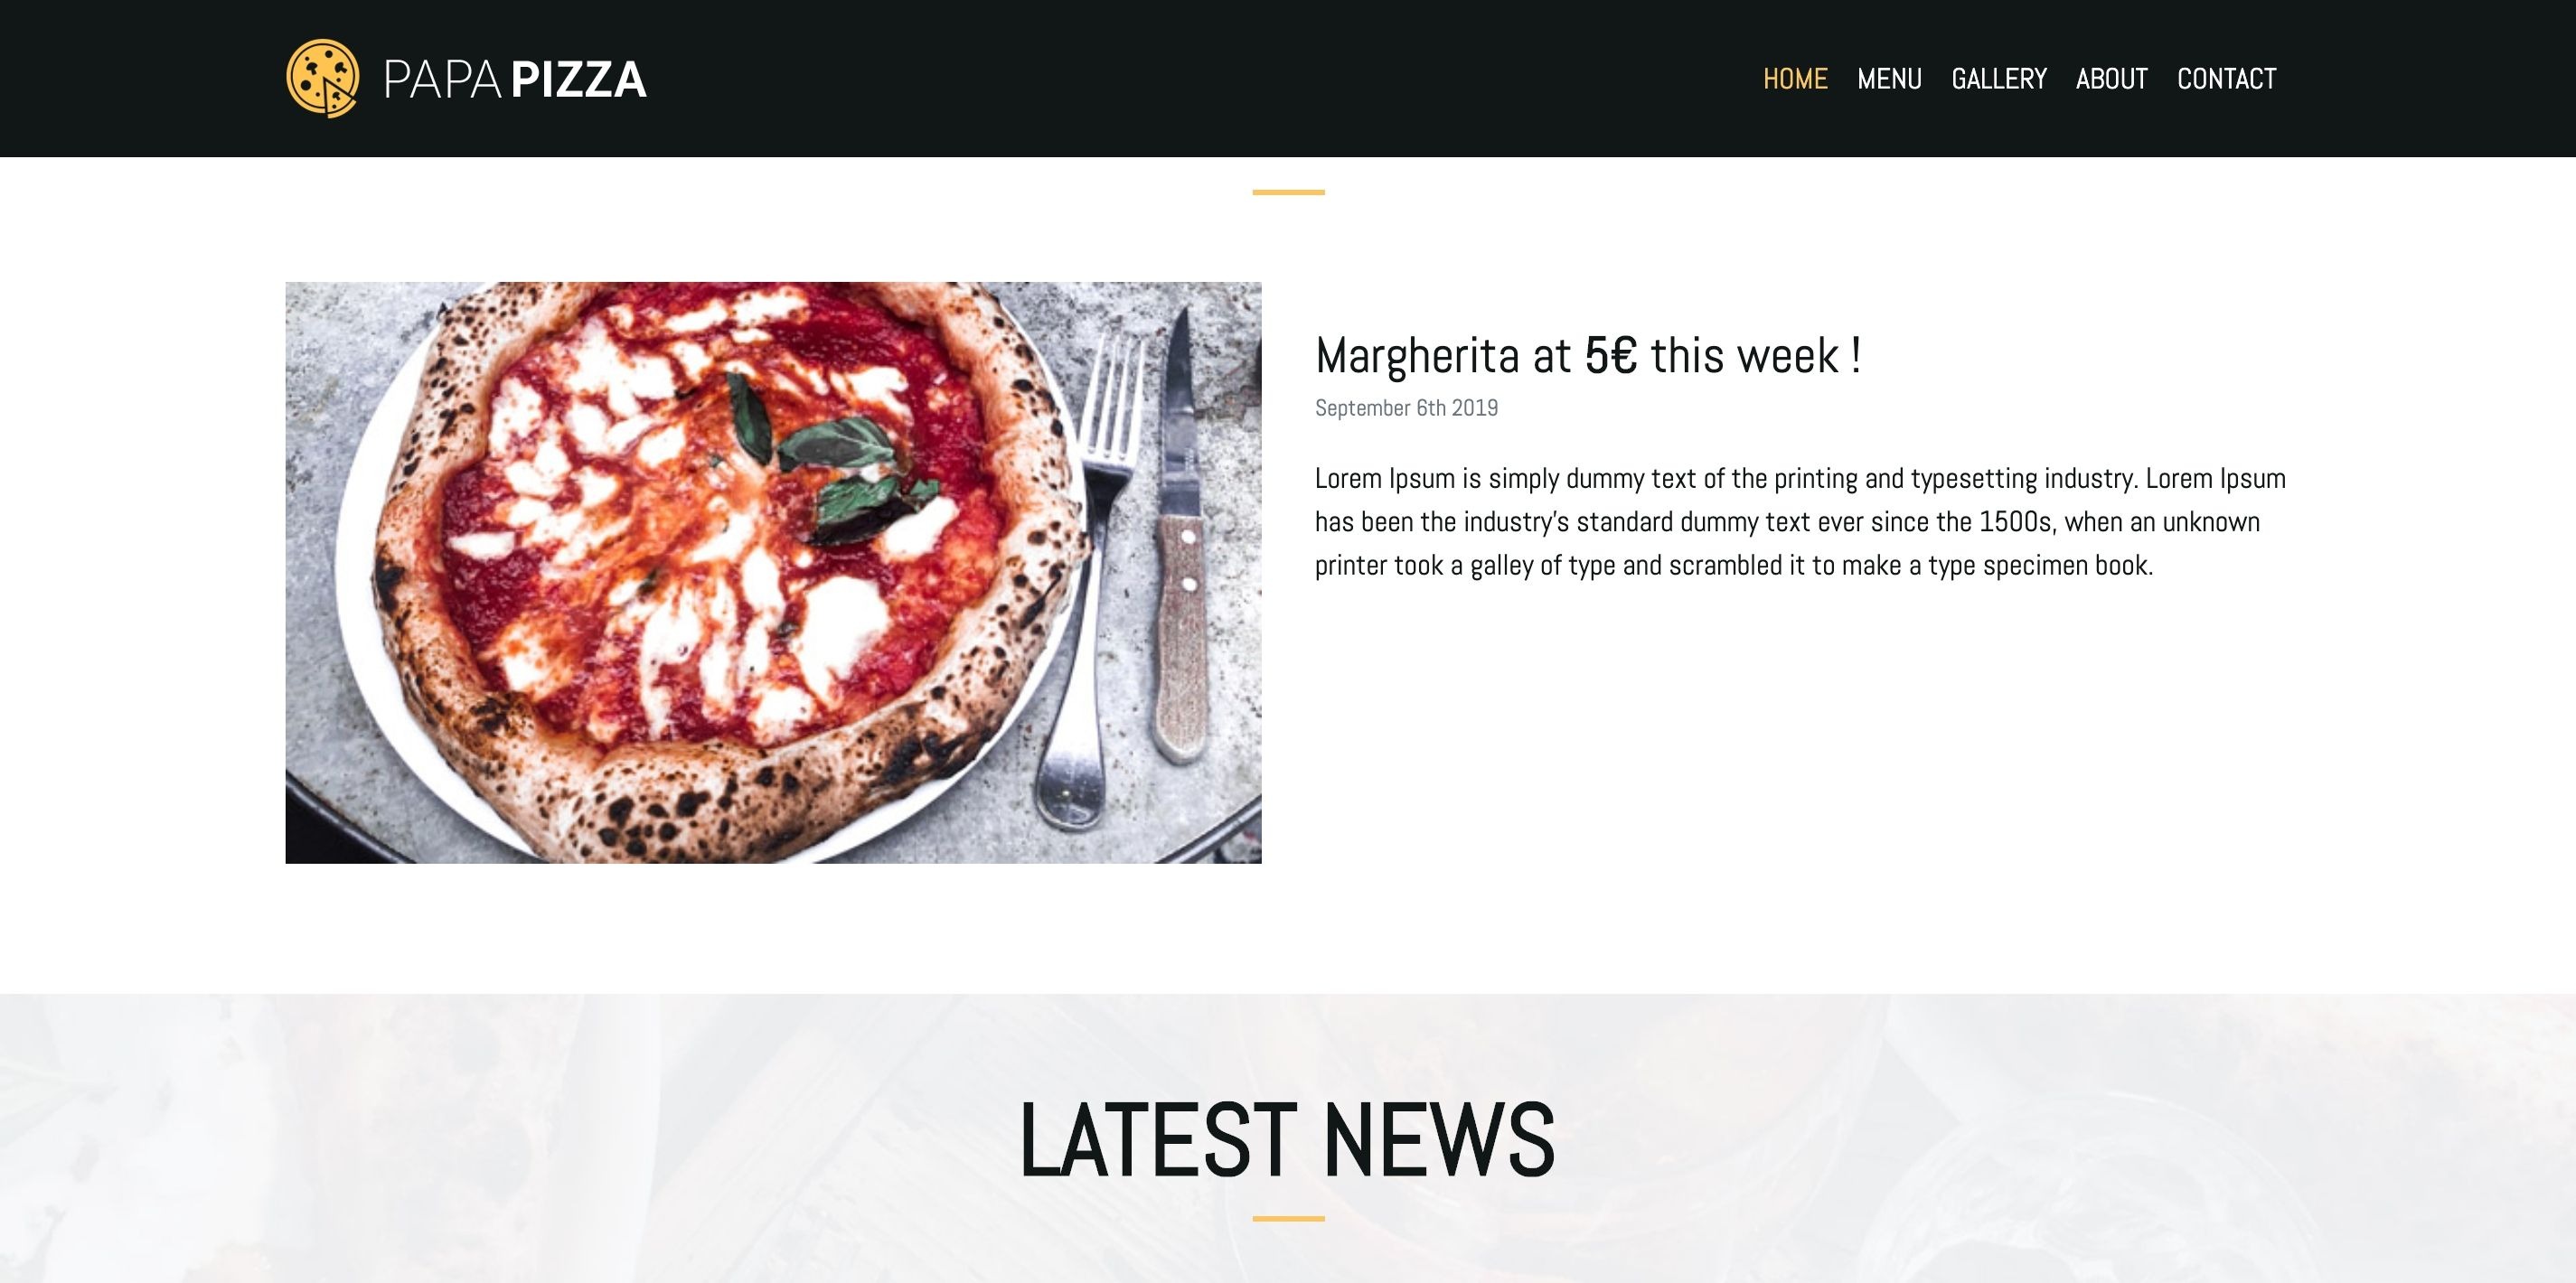 PAPA PIZZA
HOME MENU GALLERY ABOUT CONTACT
Margherita at 5€ this week !
September 6th 2019
Lorem Ipsum is simply dummy text of the printing and typesetting industry. Lorem Ipsum
has been the industry's standard dummy text ever since the 1500s, when an unknown
printer took a galley of type and scrambled it to make a type specimen book.
LATEST NEWS